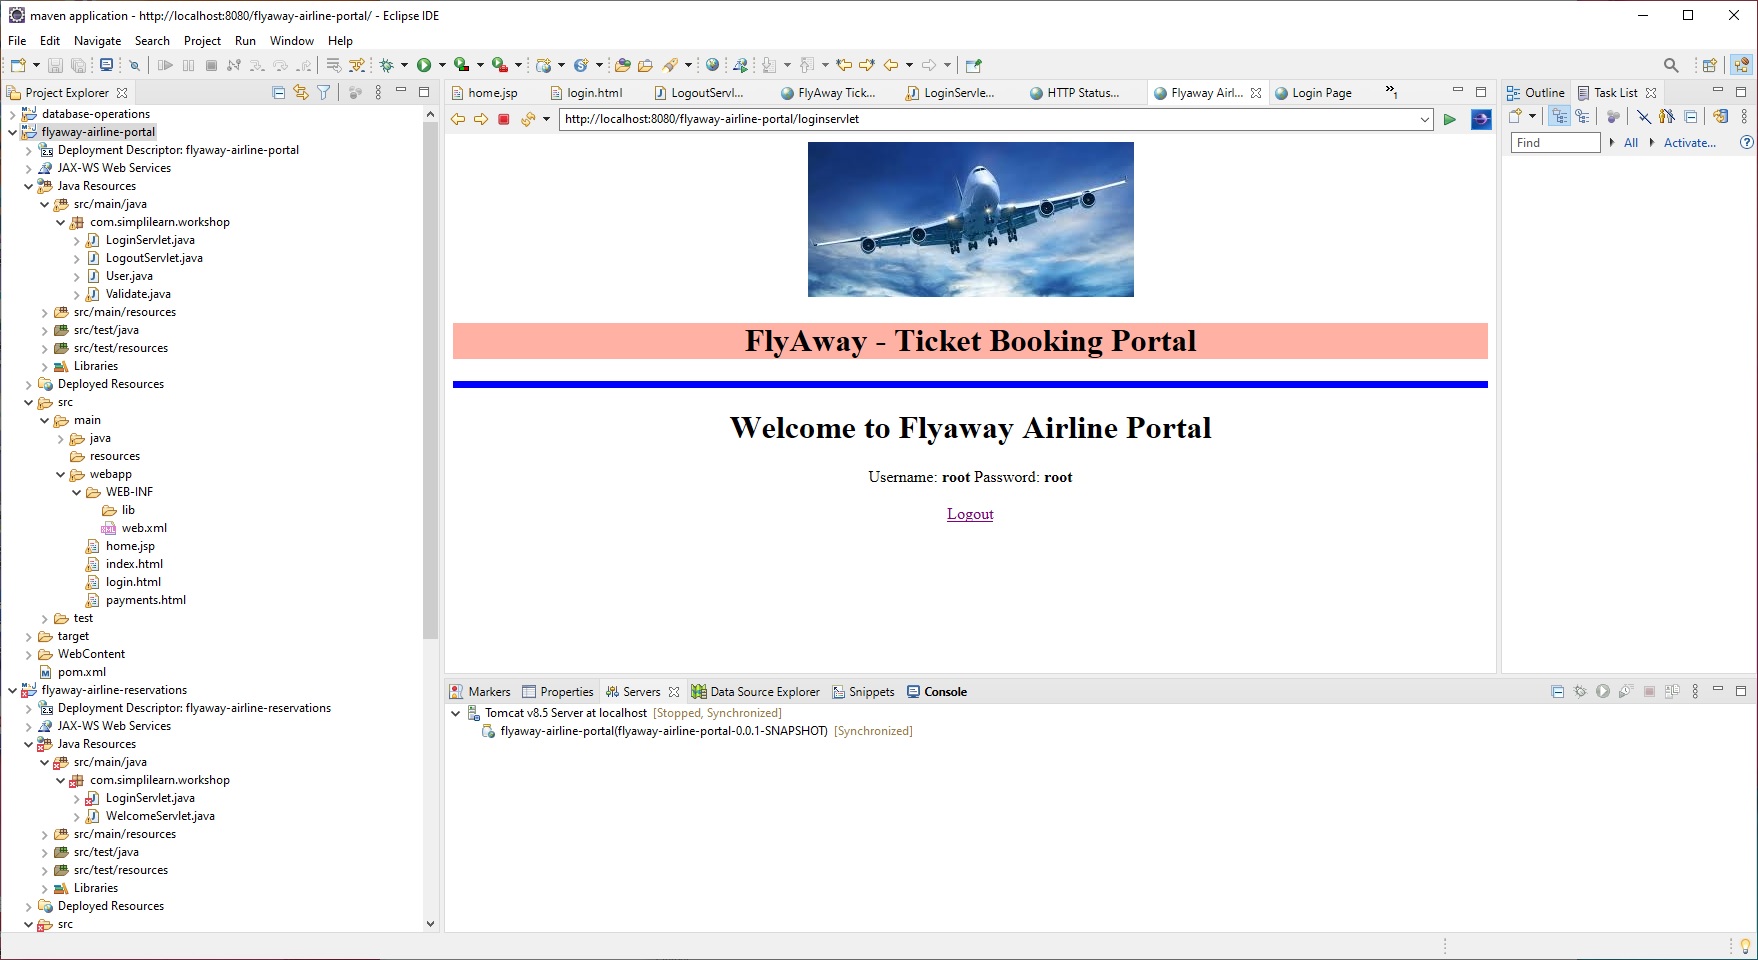 maven application - http://localhost:8080/flyaway-airline-portal/ - Eclipse IDE
File Edit Navigate Search Project Run Window Help
Project Explorer
database-operations
flyaway-airline-portal
Deployment Descriptor: flyaway-airline-portal
JAX-WS Web Services
Java Resources
src/main/java
com.simplilearn.workshop
LoginServlet.java
LogoutServlet.java
User.java
Validate.java
src/main/resources
src/test/java
src/test/resources
Libraries
Deployed Resources
src
main
java
resources
webapp
WEB-INF
lib
web.xml
home.jsp
index.html
login.html
payments.html
test
target
WebContent
pom.xml
flyaway-airline-reservations
Deployment Descriptor: flyaway-airline-reservations
JAX-WS Web Services
Java Resources
src/main/java
com.simplilearn.workshop
LoginServlet.java
WelcomeServlet.java
src/main/resources
src/test/java
src/test/resources
Libraries
Deployed Resources
src
home.jsp login.html LogoutServl... FlyAway Tick... LoginServle... HTTP Status... Flyaway Airl... Login Page »1
http://localhost:8080/flyaway-airline-portal/loginservlet
FlyAway - Ticket Booking Portal
Welcome to Flyaway Airline Portal
Username: root Password: root
Logout
Outline Task List
Find All Activate...
Markers Properties Servers Data Source Explorer Snippets Console
Tomcat v8.5 Server at localhost [Stopped, Synchronized]
flyaway-airline-portal(flyaway-airline-portal-0.0.1-SNAPSHOT) [Synchronized]